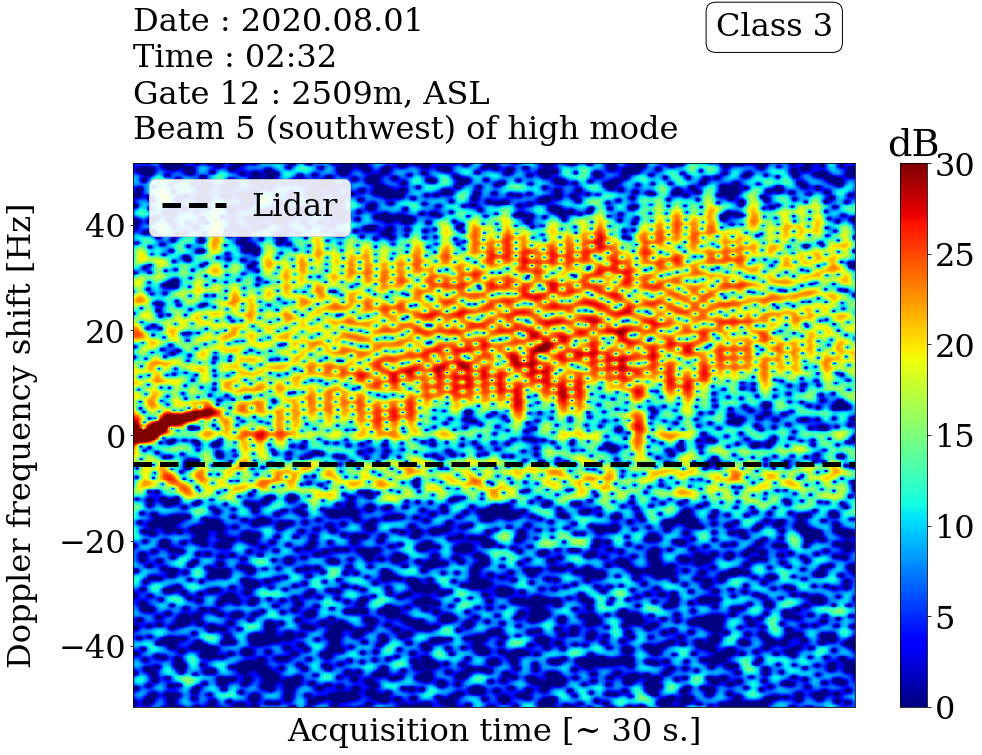 Date : 2020.08.01
Class 3
Time : 02:32
Gate 12 : 2509m, ASL
Beam 5 (southwest) of high mode
dB
Lidar
Doppler frequency shift [Hz]
40
20
0
−20
−40
30
25
20
15
10
5
0
Acquisition time [~ 30 s.]